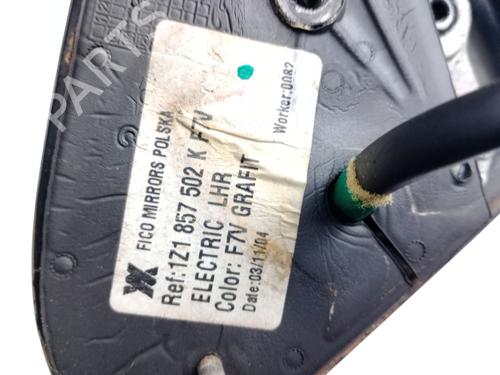 FICO MIRRORS POLSKA
Ref:1Z1 857 502 K F7V
ELECTRIC LHR
Color: F7V GRAFIT
Date:03/11/04
Worker:0082
PARTS